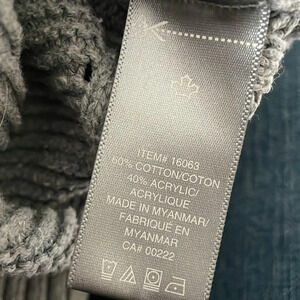 ITEM# 16063
60% COTTON/COTON
40% ACRYLIC/
ACRYLIQUE
MADE IN MYANMAR/
FABRIQUÉ EN
MYANMAR
CA# 00222